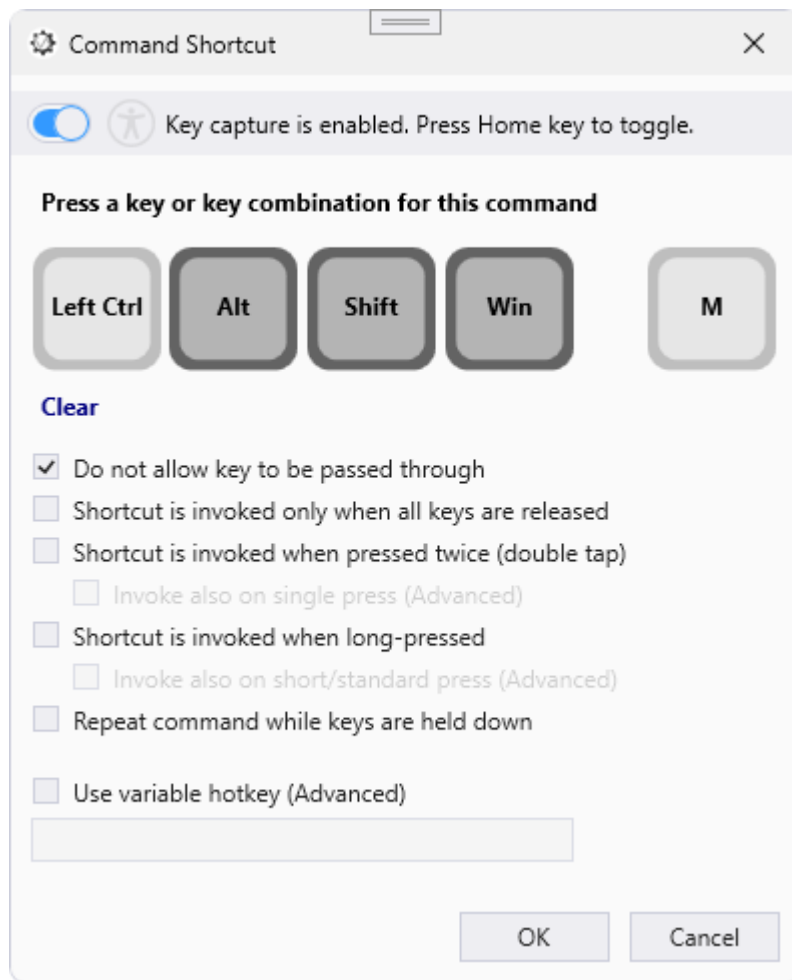 Command Shortcut
Key capture is enabled. Press Home key to toggle.
Press a key or key combination for this command
Left Ctrl Alt Shift Win M
Clear
Do not allow key to be passed through
Shortcut is invoked only when all keys are released
Shortcut is invoked when pressed twice (double tap)
Invoke also on single press (Advanced)
Shortcut is invoked when long-pressed
Invoke also on short/standard press (Advanced)
Repeat command while keys are held down
Use variable hotkey (Advanced)
OK Cancel